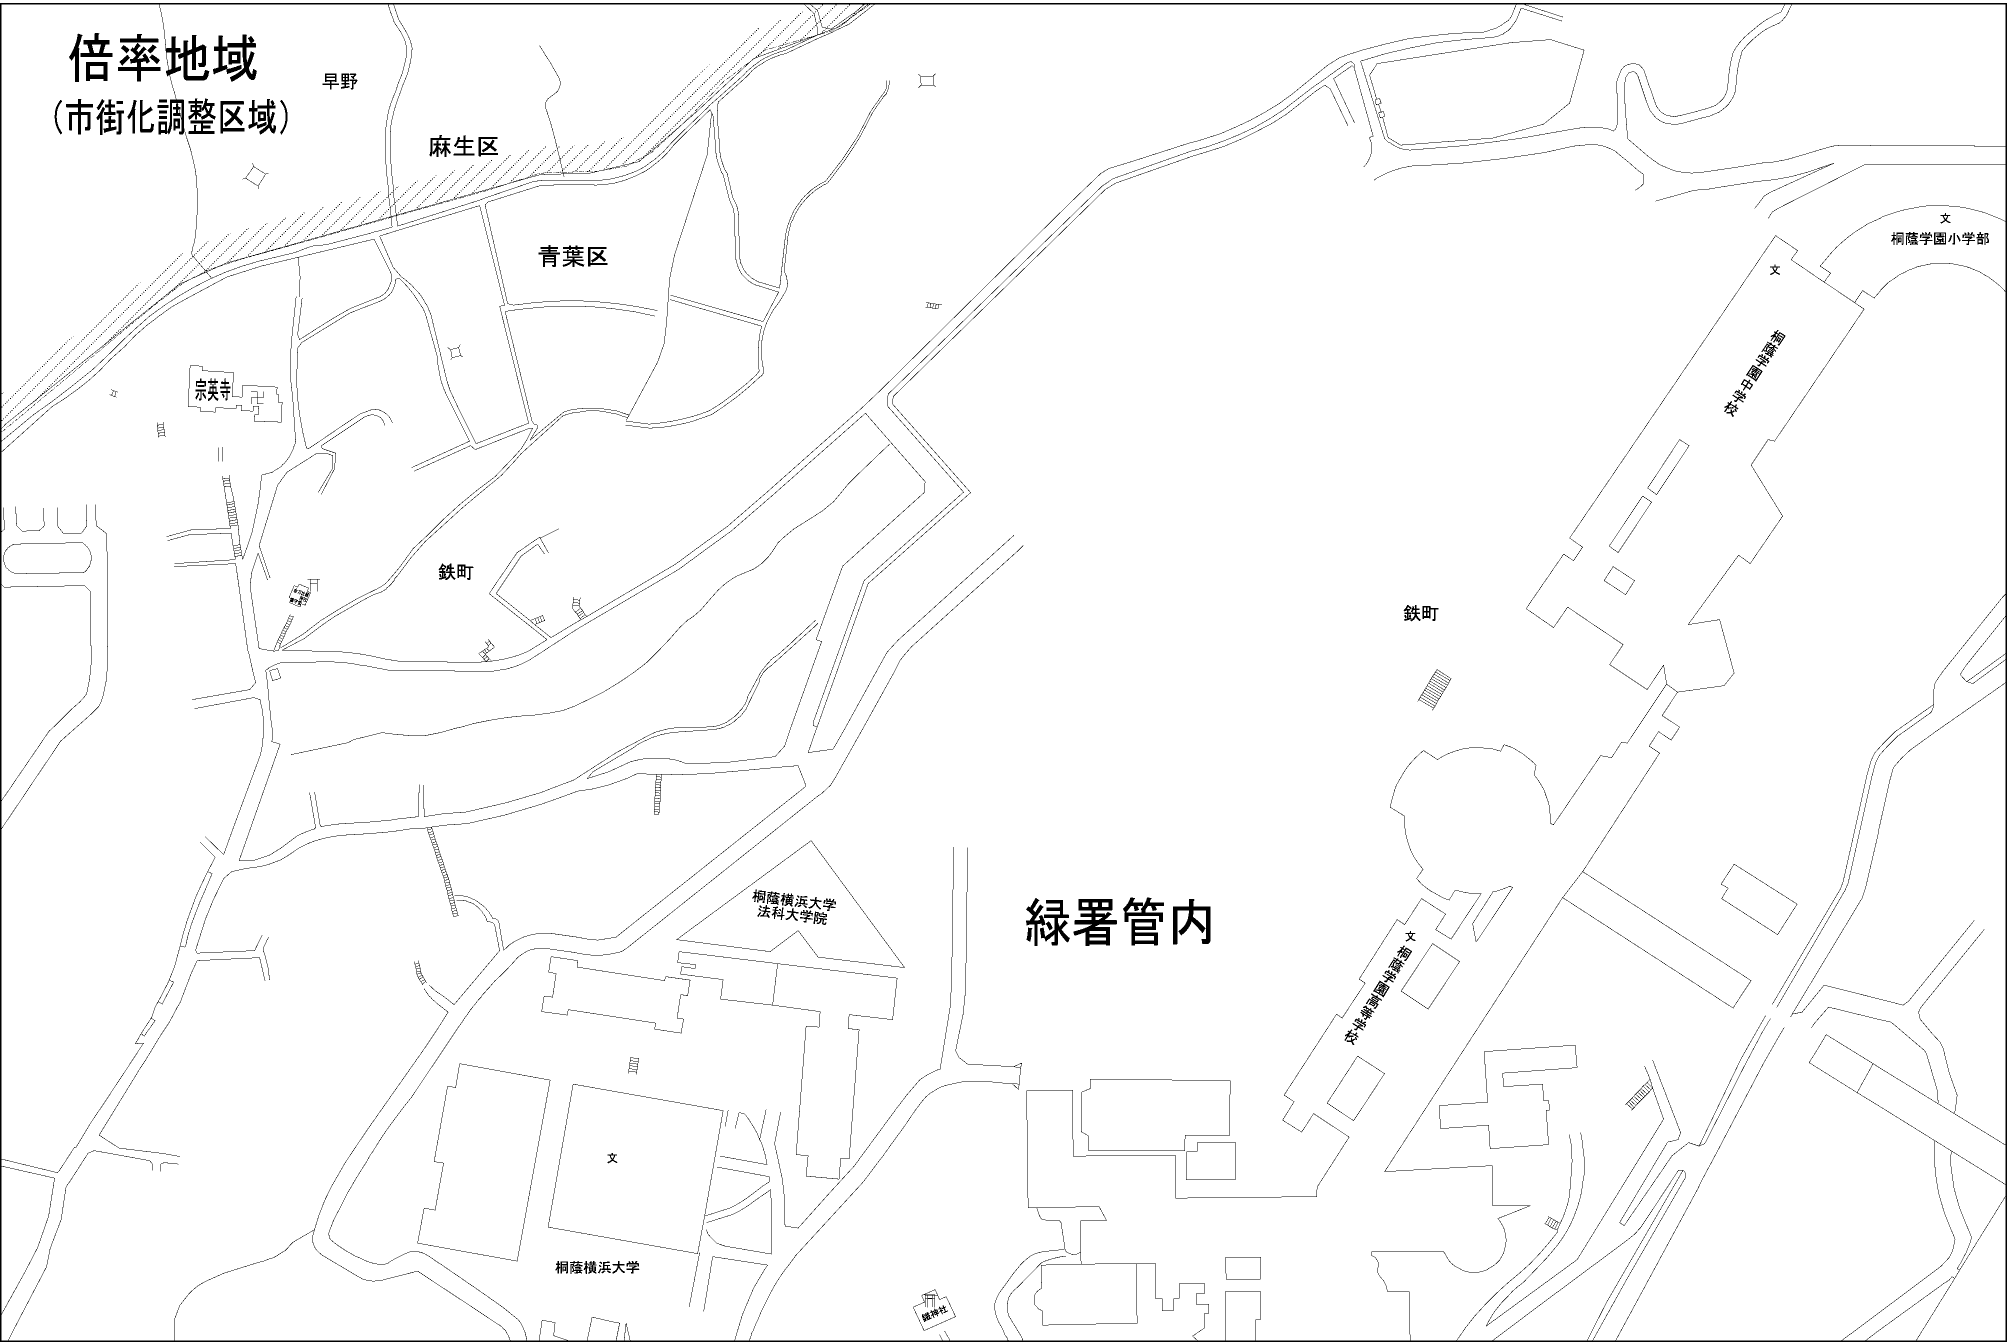 倍率地域
(市街化調整区域)
早野
麻生区
青葉区
文
桐蔭学園小学部
文
桐蔭学園中学校
宗英寺
鉄町
鉄町
桐蔭横浜大学
法科大学院
緑署管内
文
桐蔭学園高等学校
文
桐蔭横浜大学